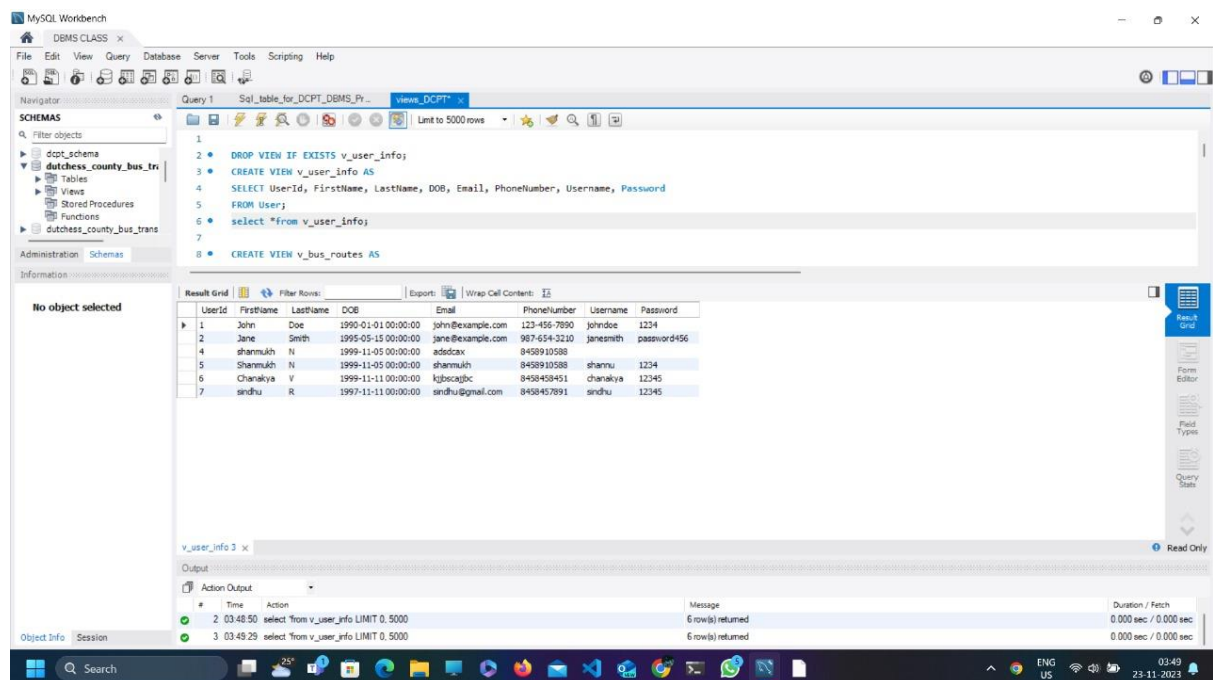 MySQL Workbench
DBMS CLASS ×
File Edit View Query Database Server Tools Scripting Help
Navigator
Query 1 Sql_table_for_DCPT_DBMS_Pr... views_DCPT* ×
SCHEMAS
Limit to 5000 rows
Filter objects
dcpt_schema
dutchess_county_bus_tra
Tables
Views
Stored Procedures
Functions
dutchess_county_bus_trans
Administration Schemas
Information
No object selected
1
2 DROP VIEW IF EXISTS v_user_info;
3 CREATE VIEW v_user_info AS
4 SELECT UserId, FirstName, LastName, DOB, Email, PhoneNumber, Username, Password
5 FROM User;
6 select *from v_user_info;
7
8 CREATE VIEW v_bus_routes AS
Result Grid Filter Rows: Export: Wrap Cell Content:
UserId FirstName LastName DOB Email PhoneNumber Username Password
1 John Doe 1990-01-01 00:00:00 john@example.com 123-456-7890 johndoe 1234
2 Jane Smith 1995-05-15 00:00:00 jane@example.com 987-654-3210 janesmith password456
4 shanmukh N 1999-11-05 00:00:00 adsdcax 8458910588
5 Shanmukh N 1999-11-05 00:00:00 shanmukh 8458910588 shannu 1234
6 Chanakya V 1999-11-11 00:00:00 8458458451 chanakya 12345
7 sindhu R 1997-11-11 00:00:00 sindhu@gmail.com 8458457891 sindhu 12345
Result Grid
Form Editor
Field Types
Query Stats
v_user_info 3 × Read Only
Output
Action Output
# Time Action Message Duration / Fetch
2 03:48:50 select *from v_user_info LIMIT 0, 5000 6 row(s) returned 0.000 sec / 0.000 sec
3 03:49:29 select *from v_user_info LIMIT 0, 5000 6 row(s) returned 0.000 sec / 0.000 sec
Object Info Session
Search
25°
ENG US
03:49
23-11-2023